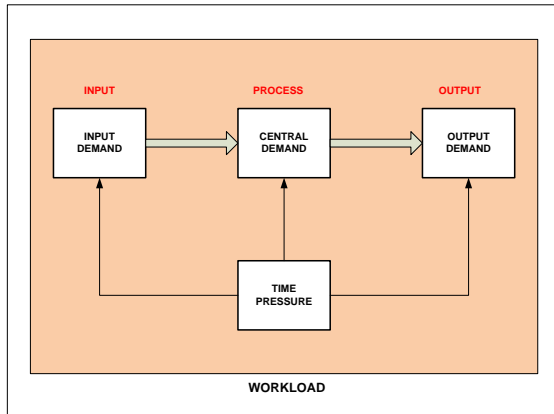 INPUT
PROCESS
OUTPUT
INPUT
DEMAND
CENTRAL
DEMAND
OUTPUT
DEMAND
TIME
PRESSURE
WORKLOAD